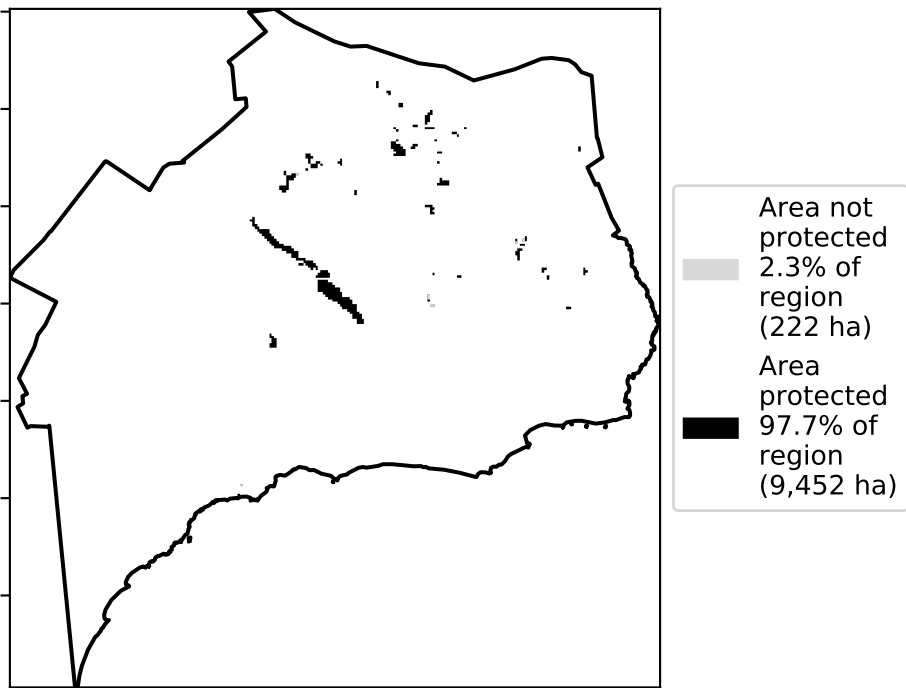 Area not
protected
2.3% of
region
(222 ha)
Area
protected
97.7% of
region
(9,452 ha)